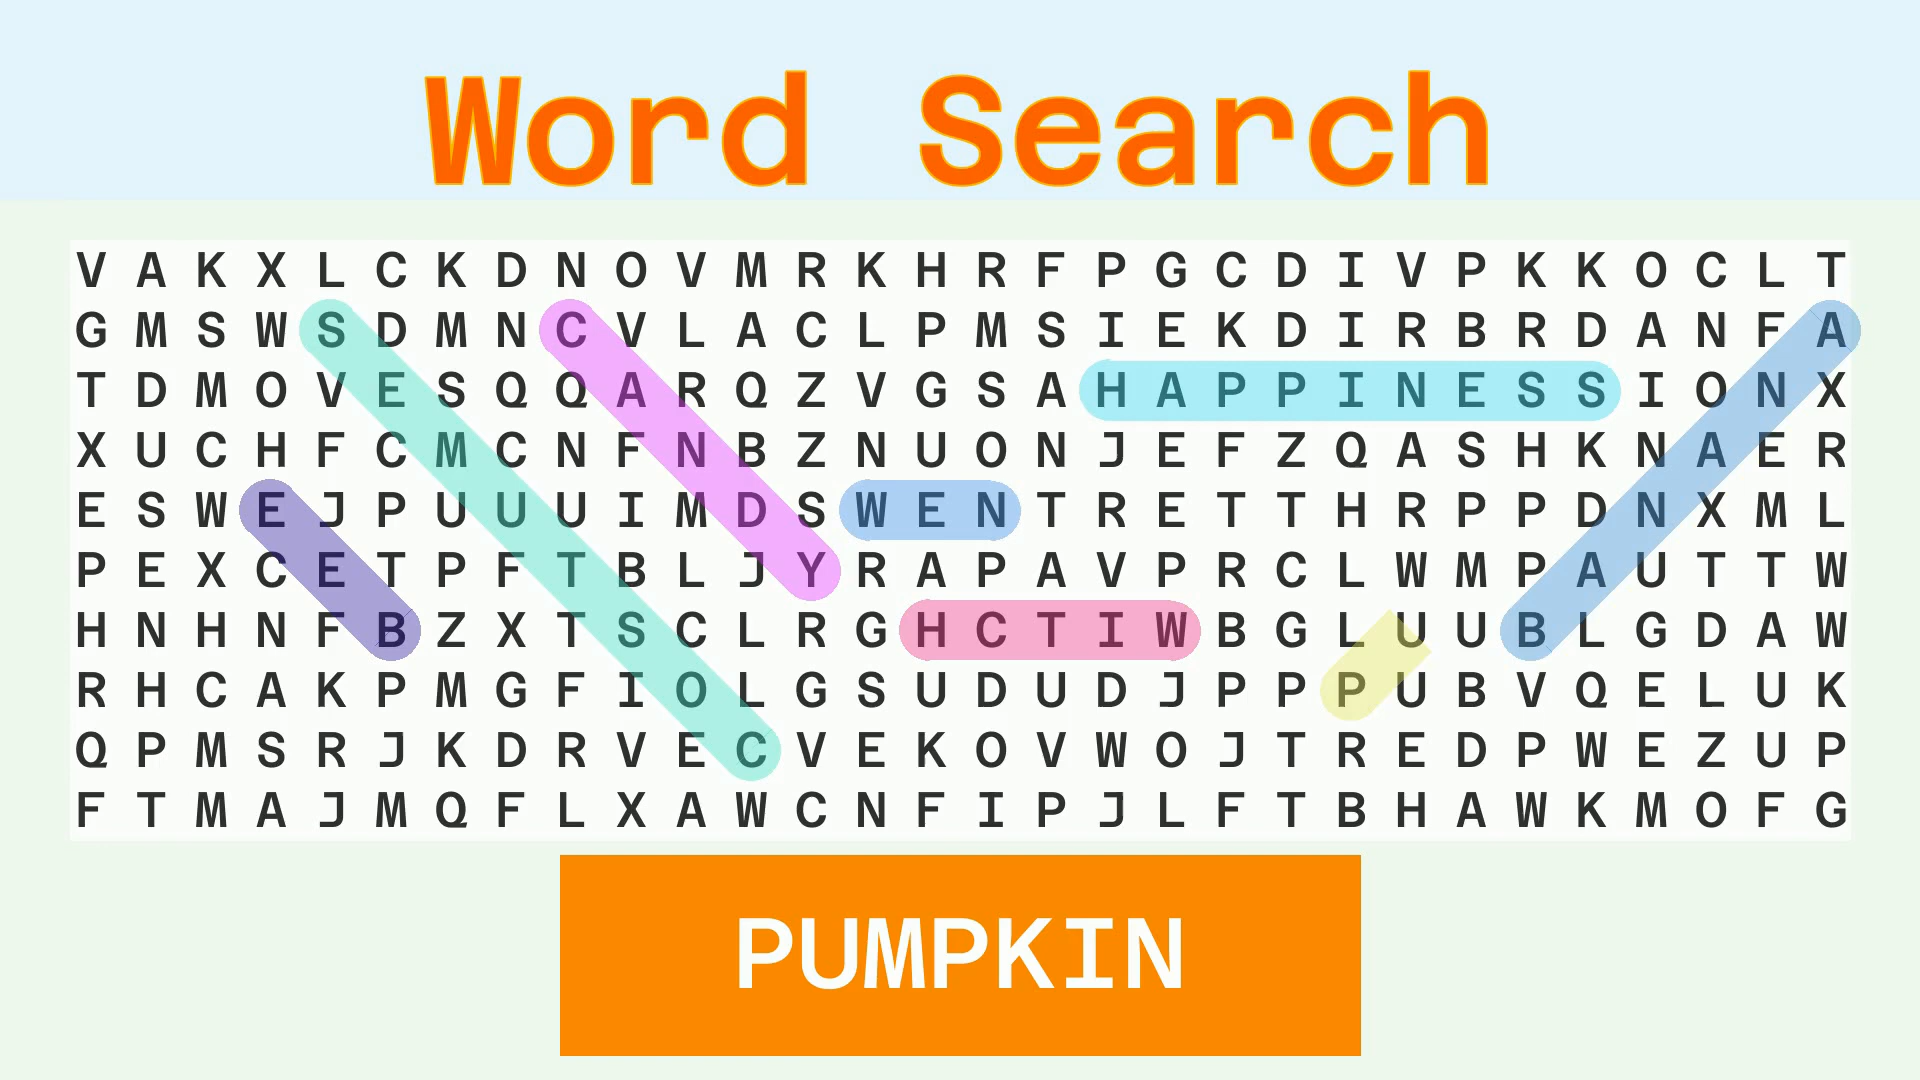 Word Search
V A K X L C K D N O V M R K H R F P G C D I V P K K O C L T
G M S W S D M N C V L A C L P M S I E K D I R B R D A N F A
T D M O V E S Q Q A R Q Z V G S A H A P P I N E S S I O N X
X U C H F C M C N F N B Z N U O N J E F Z Q A S H K N A E R
E S W E J P U U U I M D S W E N T R E T T H R P P D N X M L
P E X C E T P F T B L J Y R A P A V P R C L W M P A U T T W
H N H N F B Z X T S C L R G H C T I W B G L U U B L G D A W
R H C A K P M G F I O L G S U D U D J P P P U B V Q E L U K
Q P M S R J K D R V E C V E K O V W O J T R E D P W E Z U P
F T M A J M Q F L X A W C N F I P J L F T B H A W K M O F G
PUMPKIN